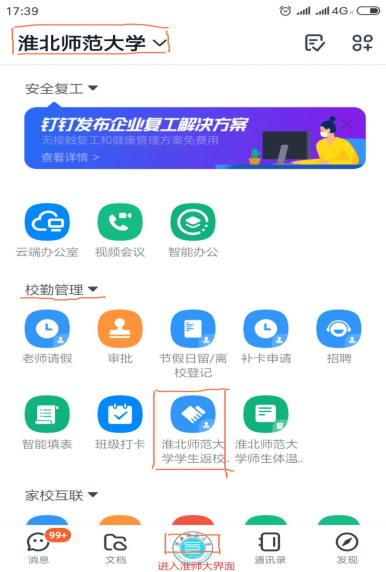 17:39
4G
淮北师范大学
安全复工
钉钉发布企业复工解决方案
无接触复工和健康管理方案免费用
查看详情 >
云端办公室 视频会议 智能办公
校勤管理
老师请假 审批 节假日留/离 补卡申请 招聘
校登记
智能填表 班级打卡 淮北师范大 淮北师范大
学学生返校.. 学师生体温..
家校互联
99+
消息 文档 进入淮师大界面 通讯录 发现